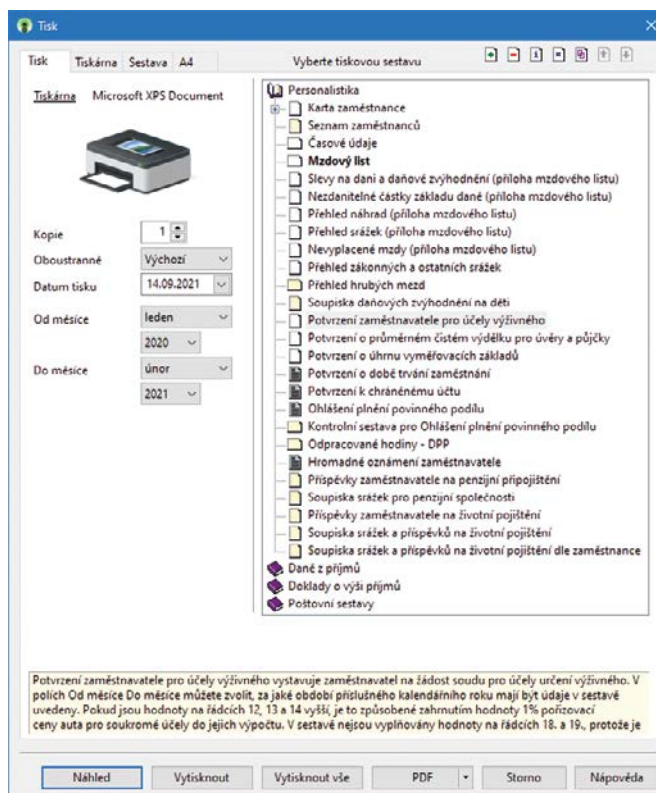 Tisk
Tisk Tiskárna Sestava A4
Vyberte tiskovou sestavu
Tiskárna Microsoft XPS Document
Kopie 1
Oboustranné Výchozí
Datum tisku 14.09.2021
Od měsíce leden
2020
Do měsíce únor
2021
Personalistika
Karta zaměstnance
Seznam zaměstnanců
Časové údaje
Mzdový list
Slevy na dani a daňové zvýhodnění (příloha mzdového listu)
Nezdanitelné částky základu daně (příloha mzdového listu)
Přehled náhrad (příloha mzdového listu)
Přehled srážek (příloha mzdového listu)
Nevyplacené mzdy (příloha mzdového listu)
Přehled zákonných a ostatních srážek
Přehled hrubých mezd
Soupiska daňových zvýhodnění na děti
Potvrzení zaměstnavatele pro účely výživného
Potvrzení o průměrném čistém výdělku pro úvěry a půjčky
Potvrzení o úhrnu vyměřovacích základů
Potvrzení o době trvání zaměstnání
Potvrzení k chráněnému účtu
Ohlášení plnění povinného podílu
Kontrolní sestava pro Ohlášení plnění povinného podílu
Odpracované hodiny - DPP
Hromadné oznámení zaměstnavatele
Příspěvky zaměstnavatele na penzijní připojištění
Soupiska srážek pro penzijní společnosti
Příspěvky zaměstnavatele na životní pojištění
Soupiska srážek a příspěvků na životní pojištění
Soupiska srážek a příspěvků na životní pojištění dle zaměstnance
Daně z příjmů
Doklady o výši příjmů
Poštovní sestavy
Potvrzení zaměstnavatele pro účely výživného vystavuje zaměstnavatel na žádost soudu pro účely určení výživného. V
polích Od měsíce Do měsíce můžete zvolit, za jaké období příslušného kalendářního roku mají být údaje v sestavě
uvedeny. Pokud jsou hodnoty na řádcích 12, 13 a 14 vyšší, je to způsobené zahrnutím hodnoty 1% pořizovací
ceny auta pro soukromé účely do jejich výpočtu. V sestavě nejsou vyplňovány hodnoty na řádcích 18. a 19., protože je
Náhled Vytisknout Vytisknout vše PDF Storno Nápověda